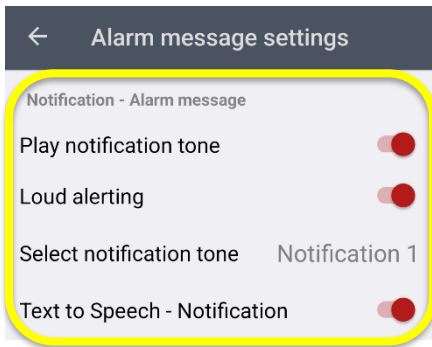 Alarm message settings
Notification - Alarm message
Play notification tone
Loud alerting
Select notification tone Notification 1
Text to Speech - Notification